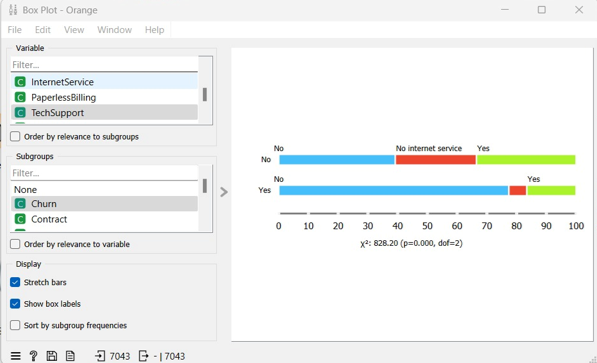 Box Plot - Orange
File Edit View Window Help
Variable
Filter...
C InternetService
C PaperlessBilling
C TechSupport
Order by relevance to subgroups
Subgroups
Filter...
None
C Churn
C Contract
Order by relevance to variable
Display
Stretch bars
Show box labels
Sort by subgroup frequencies
7043 - | 7043
No No internet service Yes
No
No Yes
Yes
0 10 20 30 40 50 60 70 80 90 100
χ²: 828.20 (p=0.000, dof=2)